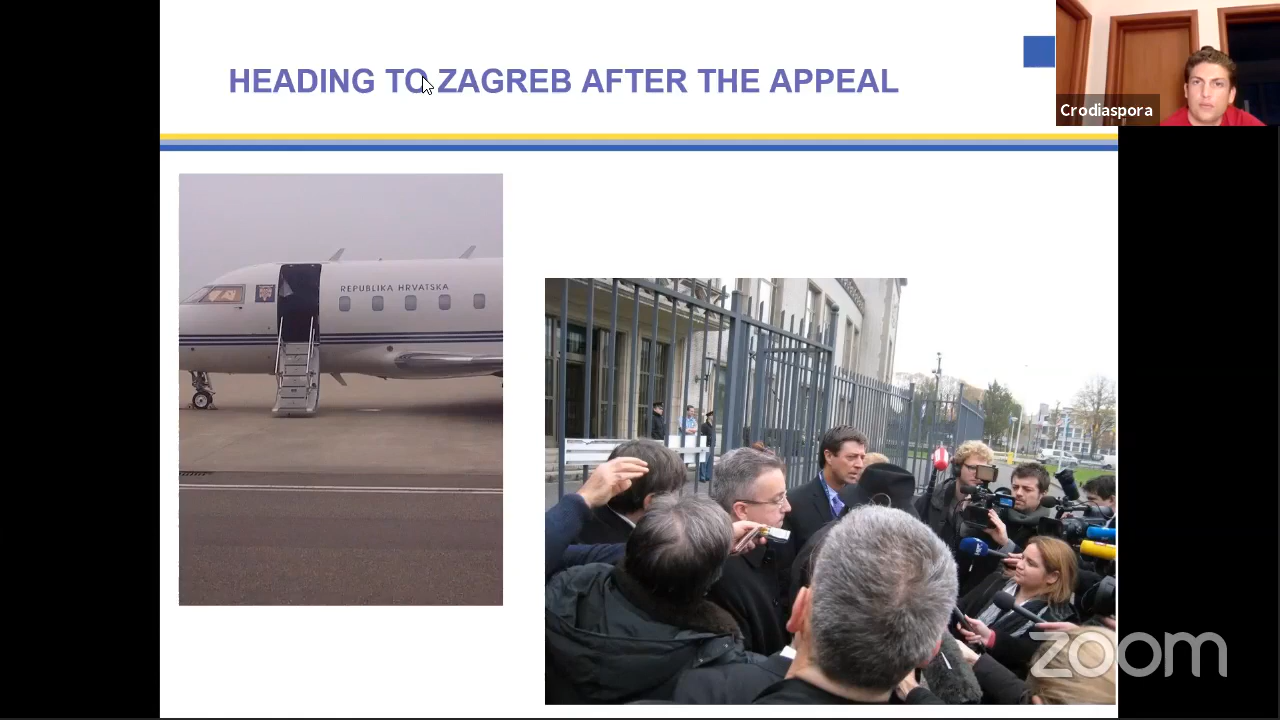 HEADING TO ZAGREB AFTER THE APPEAL
Crodiaspora
REPUBLIKA HRVATSKA
zoom